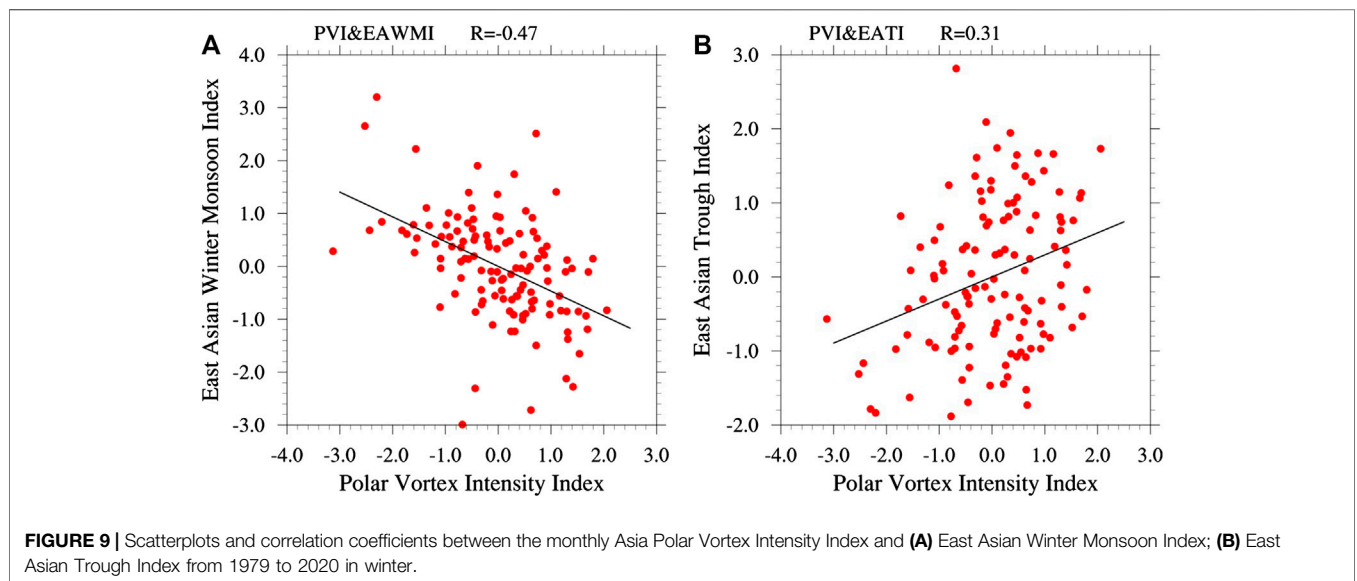 A
PVI&EAWMI R=-0.47
4.0
3.0
2.0
1.0
0.0
-1.0
-2.0
-3.0
East Asian Winter Monsoon Index
-4.0 -3.0 -2.0 -1.0 0.0 1.0 2.0 3.0
Polar Vortex Intensity Index
B
PVI&EATI R=0.31
3.0
2.0
1.0
0.0
-1.0
-2.0
East Asian Trough Index
-4.0 -3.0 -2.0 -1.0 0.0 1.0 2.0 3.0
Polar Vortex Intensity Index
FIGURE 9 | Scatterplots and correlation coefficients between the monthly Asia Polar Vortex Intensity Index and (A) East Asian Winter Monsoon Index; (B) East
Asian Trough Index from 1979 to 2020 in winter.